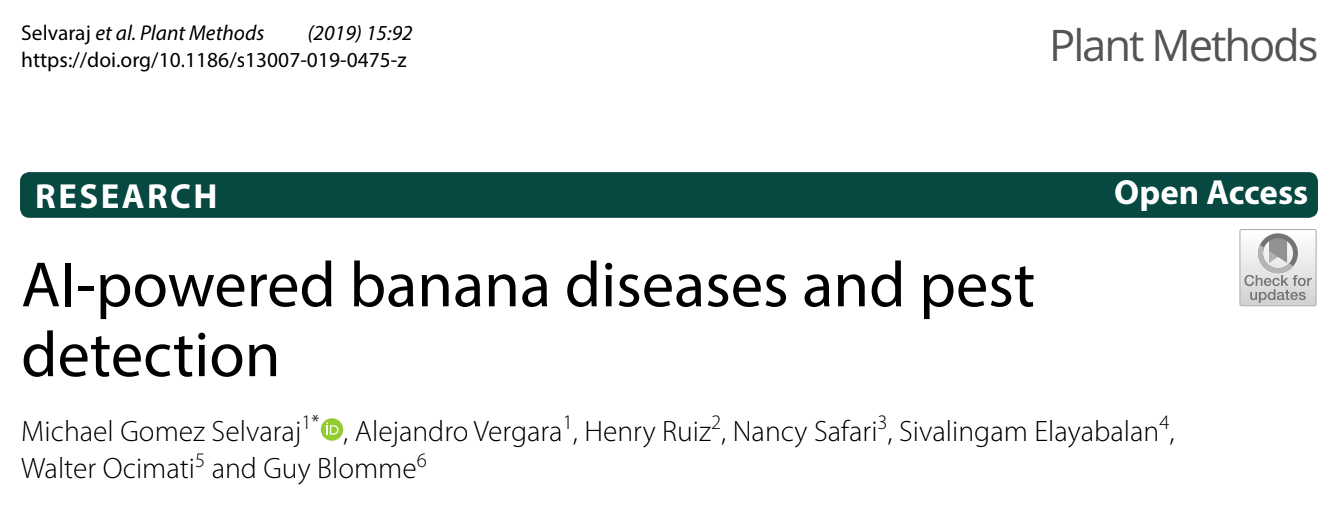 Selvaraj et al. Plant Methods (2019) 15:92
https://doi.org/10.1186/s13007-019-0475-z
Plant Methods
RESEARCH
Open Access
AI-powered banana diseases and pest
detection
Check for
updates
Michael Gomez Selvaraj1* iD, Alejandro Vergara1, Henry Ruiz2, Nancy Safari3, Sivalingam Elayabalan4,
Walter Ocimati5 and Guy Blomme6